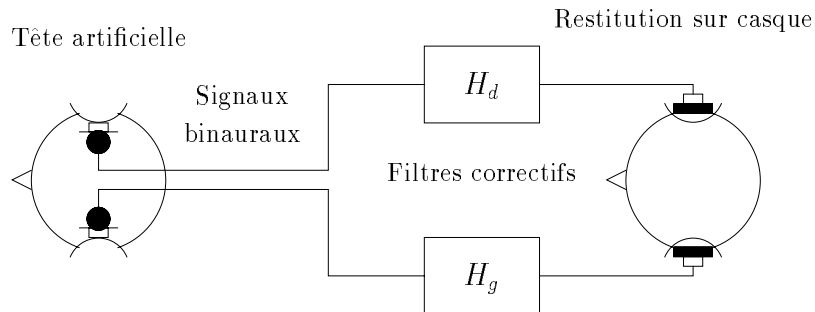 Restitution sur casque
Tête artificielle
Signaux
binauraux
H_d
Filtres correctifs
H_g